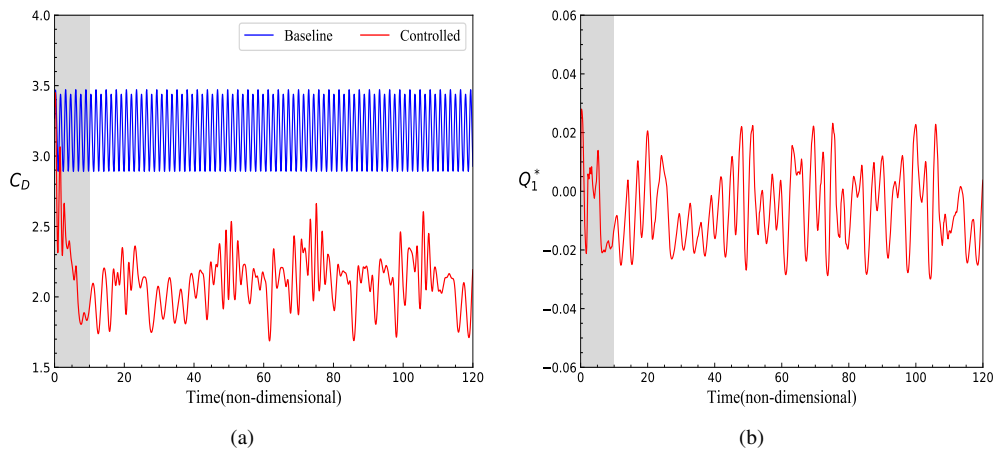 4.0
3.5
3.0
2.5
2.0
1.5
C_D
0 20 40 60 80 100 120
Time(non-dimensional)
Baseline Controlled
(a)
0.06
0.04
0.02
0.00
−0.02
−0.04
−0.06
Q_1^*
0 20 40 60 80 100 120
Time(non-dimensional)
(b)